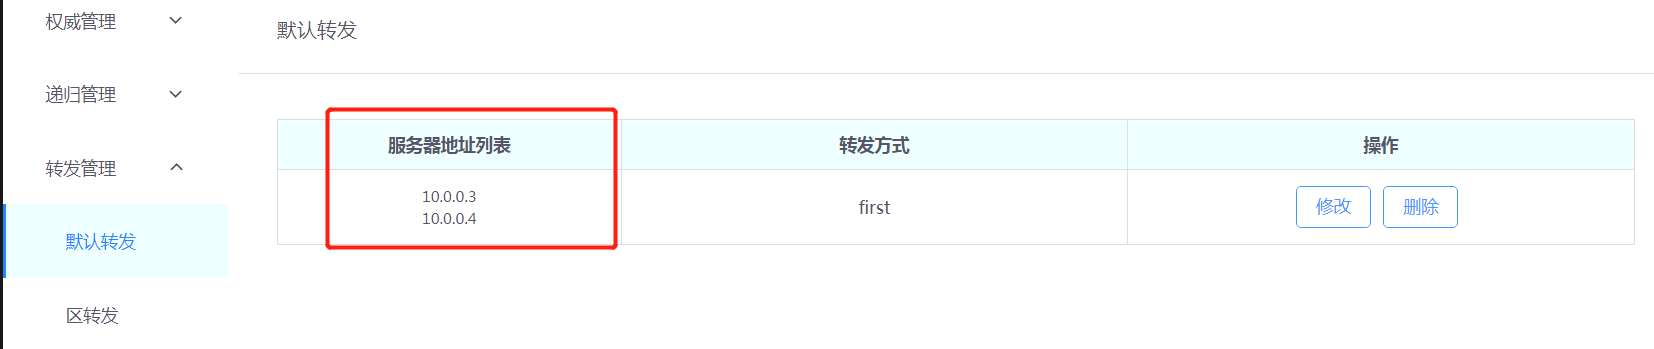 权威管理
递归管理
转发管理
默认转发
区转发
默认转发
服务器地址列表 转发方式 操作
10.0.0.3
10.0.0.4
first
修改 删除